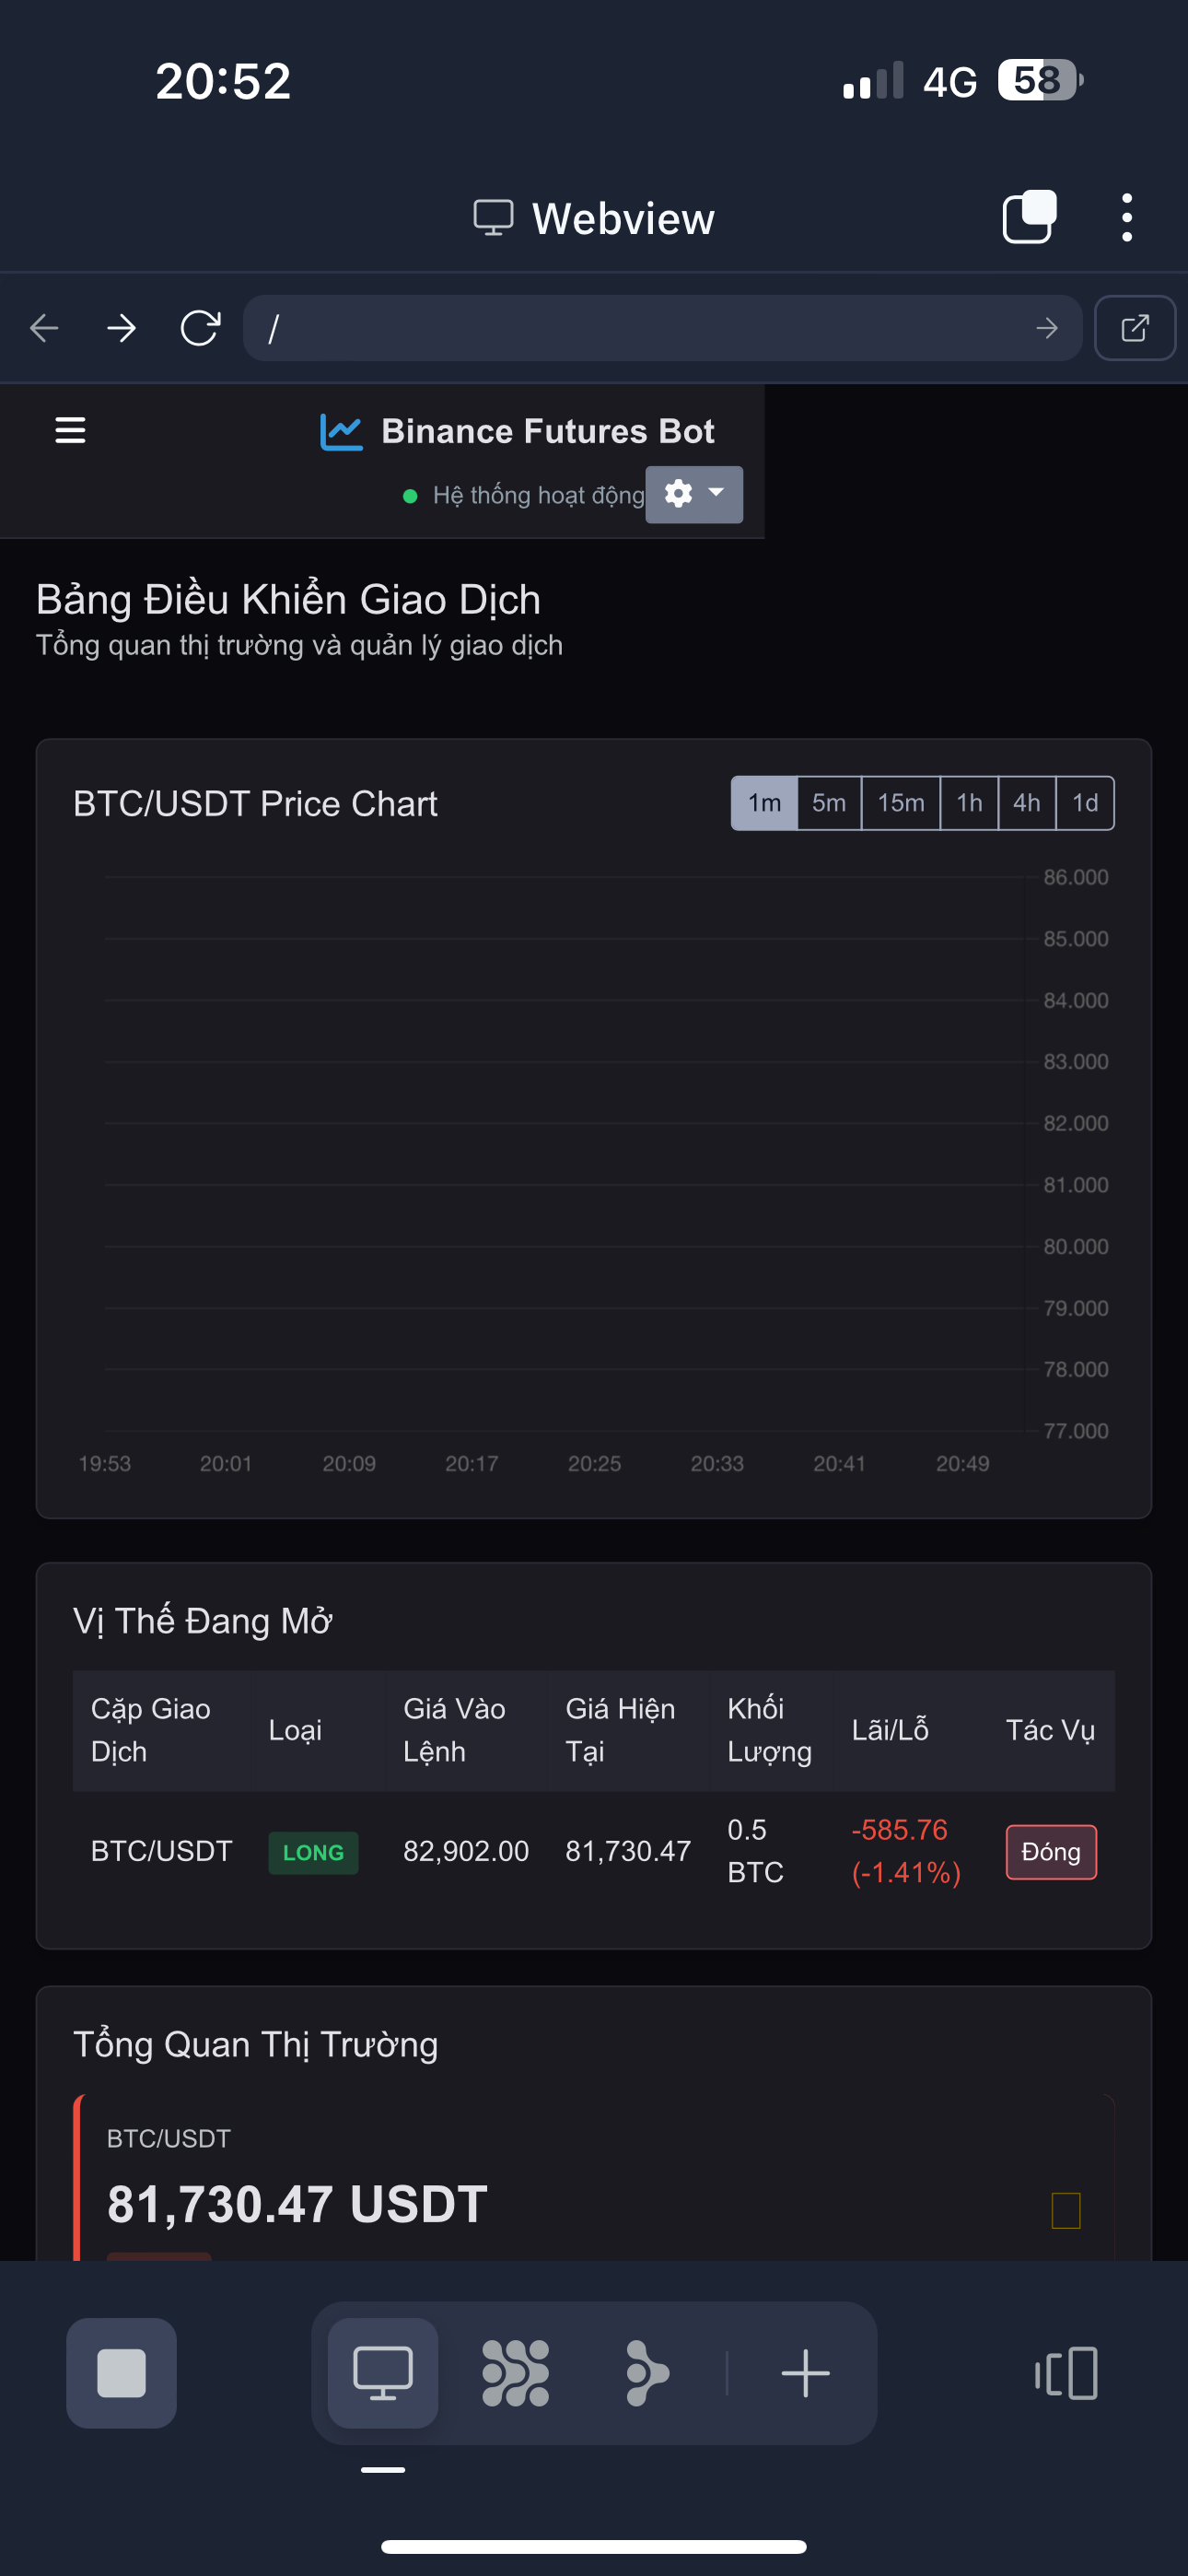 20:52
4G 58
Webview
/
Binance Futures Bot
Hệ thống hoạt động
Bảng Điều Khiển Giao Dịch
Tổng quan thị trường và quản lý giao dịch
BTC/USDT Price Chart
1m 5m 15m 1h 4h 1d
86.000
85.000
84.000
83.000
82.000
81.000
80.000
79.000
78.000
77.000
19:53 20:01 20:09 20:17 20:25 20:33 20:41 20:49
Vị Thế Đang Mở
Cặp Giao Dịch Loại Giá Vào Lệnh Giá Hiện Tại Khối Lượng Lãi/Lỗ Tác Vụ
BTC/USDT LONG 82,902.00 81,730.47 0.5 BTC -585.76 (-1.41%) Đóng
Tổng Quan Thị Trường
BTC/USDT
81,730.47 USDT